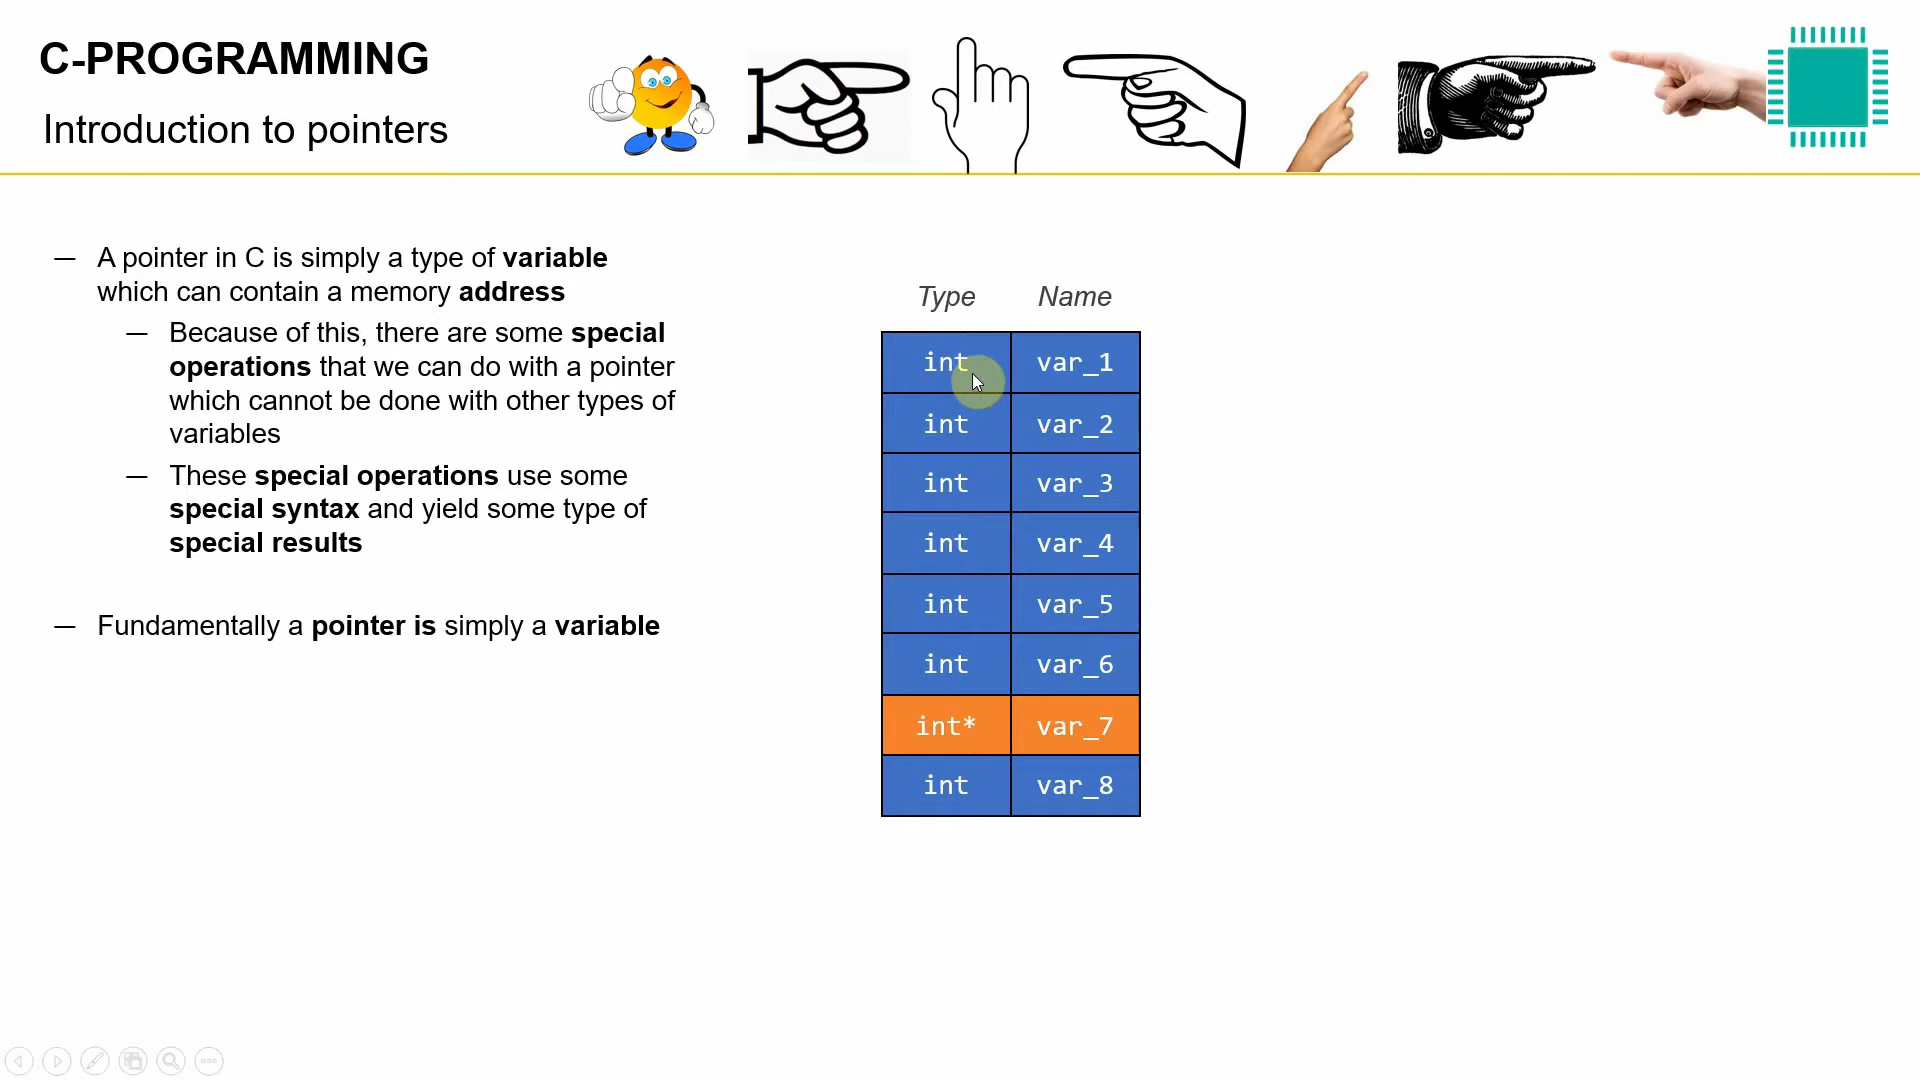 C-PROGRAMMING
Introduction to pointers
— A pointer in C is simply a type of variable
which can contain a memory address
— Because of this, there are some special
operations that we can do with a pointer
which cannot be done with other types of
variables
— These special operations use some
special syntax and yield some type of
special results
— Fundamentally a pointer is simply a variable
Type Name
int var_1
int var_2
int var_3
int var_4
int var_5
int var_6
int* var_7
int var_8